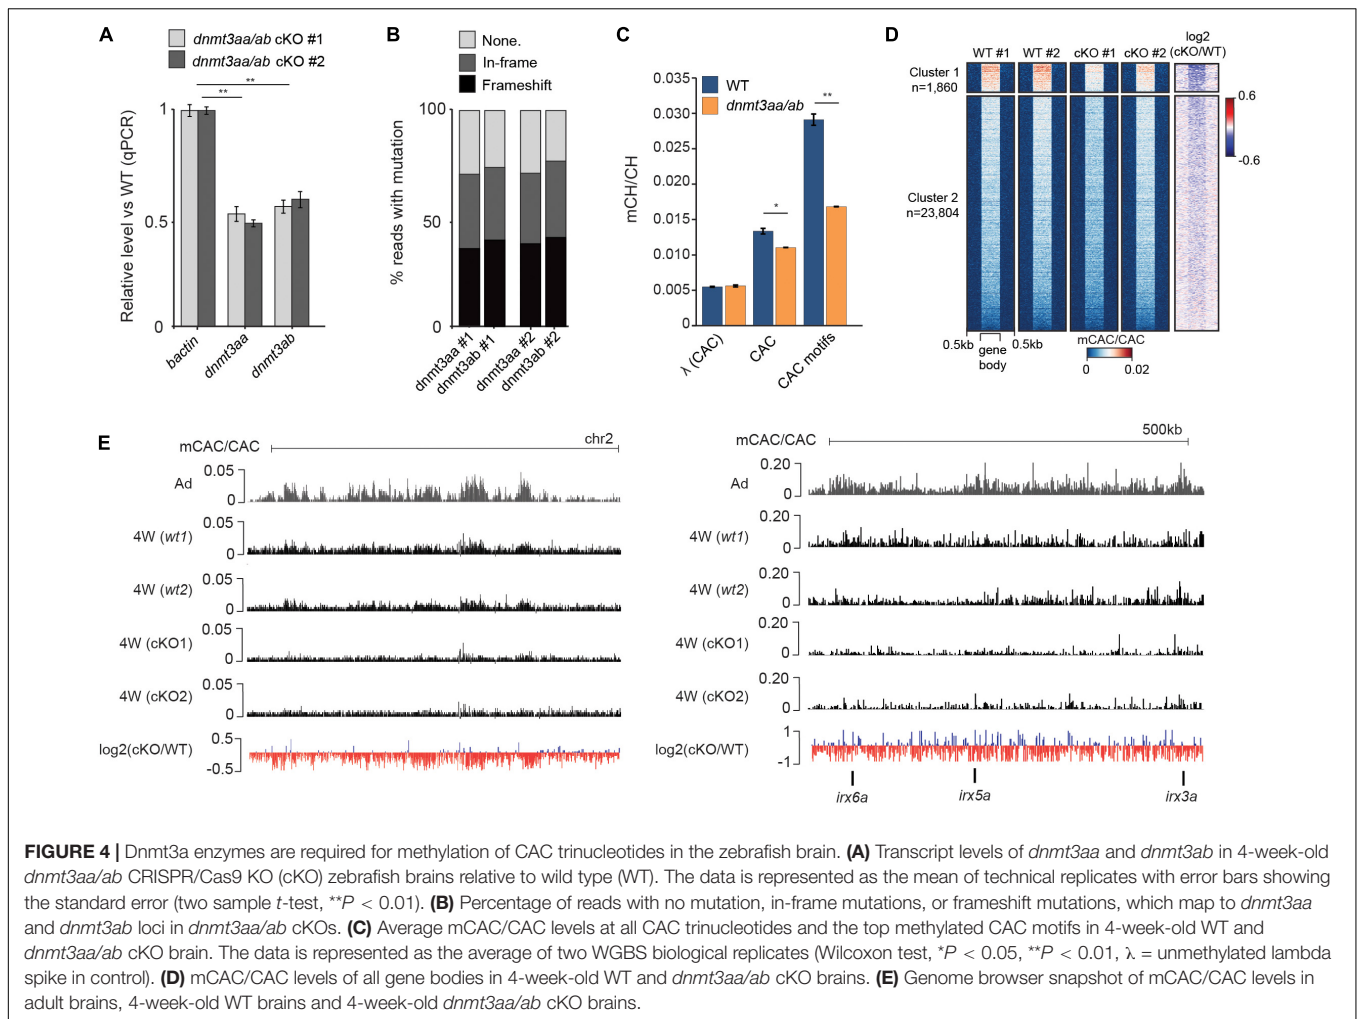 A
dnmt3aa/ab cKO #1
dnmt3aa/ab cKO #2
**
**
Relative level vs WT (qPCR)
1
0.5
0
bactin
dnmt3aa
dnmt3ab
B
None.
In-frame
Frameshift
% reads with mutation
100
50
0
dnmt3aa #1
dnmt3ab #1
dnmt3aa #2
dnmt3ab #2
C
WT
dnmt3aa/ab
mCH/CH
0.035
0.030
0.025
0.020
0.015
0.010
0.005
0
*
**
λ (CAC)
CAC
CAC motifs
D
WT #1
WT #2
cKO #1
cKO #2
log2
(cKO/WT)
Cluster 1
n=1,860
Cluster 2
n=23,804
0.6
-0.6
0.5kb
gene
body
0.5kb
mCAC/CAC
0
0.02
E
mCAC/CAC
chr2
Ad
0.05
0
4W (wt1)
0.05
0
4W (wt2)
0.05
0
4W (cKO1)
0.05
0
4W (cKO2)
0.05
0
log2(cKO/WT)
0.5
-0.5
mCAC/CAC
500kb
Ad
0.20
0
4W (wt1)
0.20
0
4W (wt2)
0.20
0
4W (cKO1)
0.20
0
4W (cKO2)
0.20
0
log2(cKO/WT)
1
-1
irx6a
irx5a
irx3a
FIGURE 4 | Dnmt3a enzymes are required for methylation of CAC trinucleotides in the zebrafish brain. (A) Transcript levels of dnmt3aa and dnmt3ab in 4-week-old
dnmt3aa/ab CRISPR/Cas9 KO (cKO) zebrafish brains relative to wild type (WT). The data is represented as the mean of technical replicates with error bars showing
the standard error (two sample t-test, **P < 0.01). (B) Percentage of reads with no mutation, in-frame mutations, or frameshift mutations, which map to dnmt3aa
and dnmt3ab loci in dnmt3aa/ab cKOs. (C) Average mCAC/CAC levels at all CAC trinucleotides and the top methylated CAC motifs in 4-week-old WT and
dnmt3aa/ab cKO brain. The data is represented as the average of two WGBS biological replicates (Wilcoxon test, *P < 0.05, **P < 0.01, λ = unmethylated lambda
spike in control). (D) mCAC/CAC levels of all gene bodies in 4-week-old WT and dnmt3aa/ab cKO brains. (E) Genome browser snapshot of mCAC/CAC levels in
adult brains, 4-week-old WT brains and 4-week-old dnmt3aa/ab cKO brains.